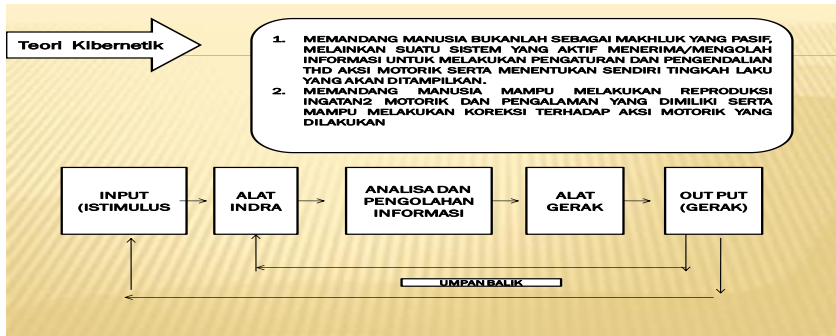 Teori Kibernetik
1. MEMANDANG MANUSIA BUKANLAH SEBAGAI MAKHLUK YANG PASIF,
MELAINKAN SUATU SISTEM YANG AKTIF MENERIMA/MENGOLAH
INFORMASI UNTUK MELAKUKAN PENGATURAN DAN PENGENDALIAN
THD AKSI MOTORIK SERTA MENENTUKAN SENDIRI TINGKAH LAKU
YANG AKAN DITAMPILKAN.
2. MEMANDANG MANUSIA MAMPU MELAKUKAN REPRODUKSI
INGATAN2 MOTORIK DAN PENGALAMAN YANG DIMILIKI SERTA
MAMPU MELAKUKAN KOREKSI TERHADAP AKSI MOTORIK YANG
DILAKUKAN
INPUT
(ISTIMULUS
ALAT
INDRA
ANALISA DAN
PENGOLAHAN
INFORMASI
ALAT
GERAK
OUT PUT
(GERAK)
UMPAN BALIK